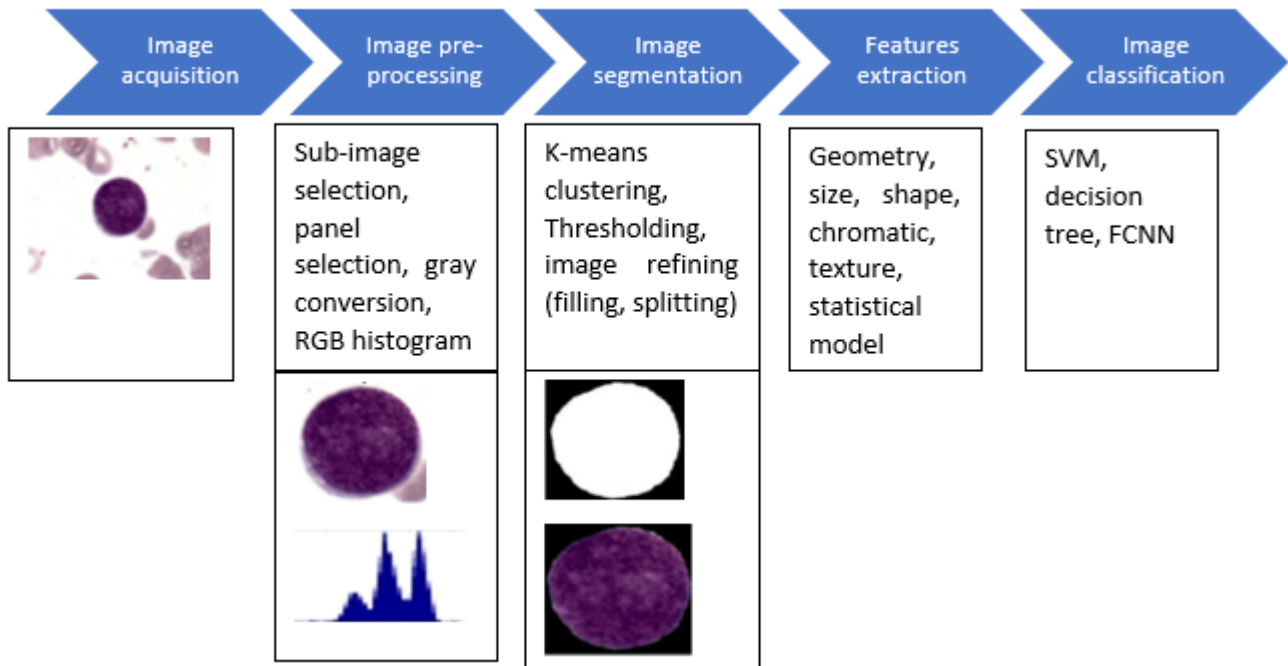 Image
acquisition
Image pre-
processing
Image
segmentation
Features
extraction
Image
classification
Sub-image
selection,
panel
selection, gray
conversion,
RGB histogram
K-means
clustering,
Thresholding,
image refining
(filling, splitting)
Geometry,
size, shape,
chromatic,
texture,
statistical
model
SVM,
decision
tree, FCNN